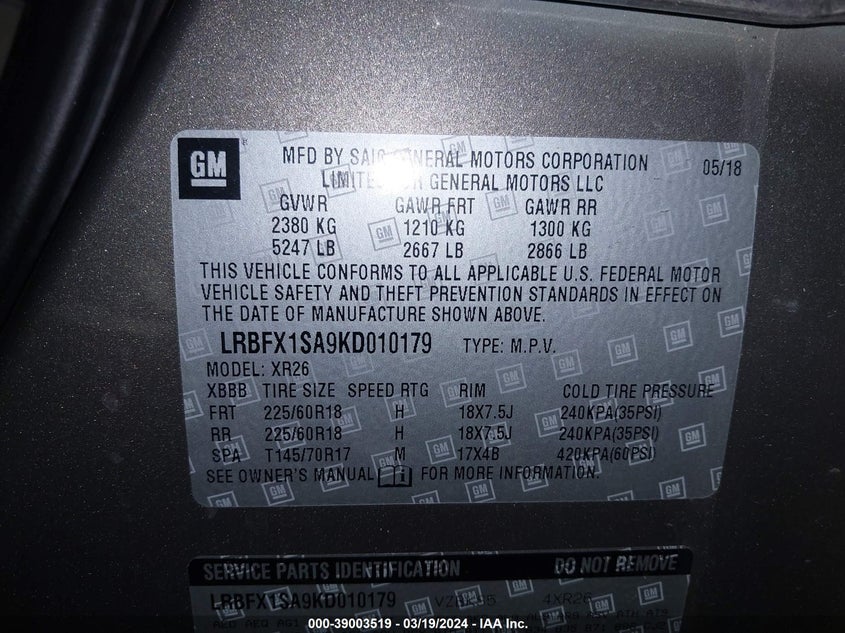 GM
MFD BY SAIC GENERAL MOTORS CORPORATION 05/18
LIMITED FOR GENERAL MOTORS LLC
GVWR GAWR FRT GAWR RR
2380 KG 1210 KG 1300 KG
5247 LB 2667 LB 2866 LB
THIS VEHICLE CONFORMS TO ALL APPLICABLE U.S. FEDERAL MOTOR
VEHICLE SAFETY AND THEFT PREVENTION STANDARDS IN EFFECT ON
THE DATE OF MANUFACTURE SHOWN ABOVE.
LRBFX1SA9KD010179 TYPE: M.P.V.
MODEL: XR26
XBBB TIRE SIZE SPEED RTG RIM COLD TIRE PRESSURE
FRT 225/60R18 H 18X7.5J 240KPA(35PSI)
RR 225/60R18 H 18X7.5J 240KPA(35PSI)
SPA T145/70R17 M 17X4B 420KPA(60PSI)
SEE OWNER'S MANUAL FOR MORE INFORMATION.
SERVICE PARTS IDENTIFICATION DO NOT REMOVE
LRBFX1SA9KD010179 4XR26
AED AEQ AG1
000-39003519 - 03/19/2024 - IAA Inc.